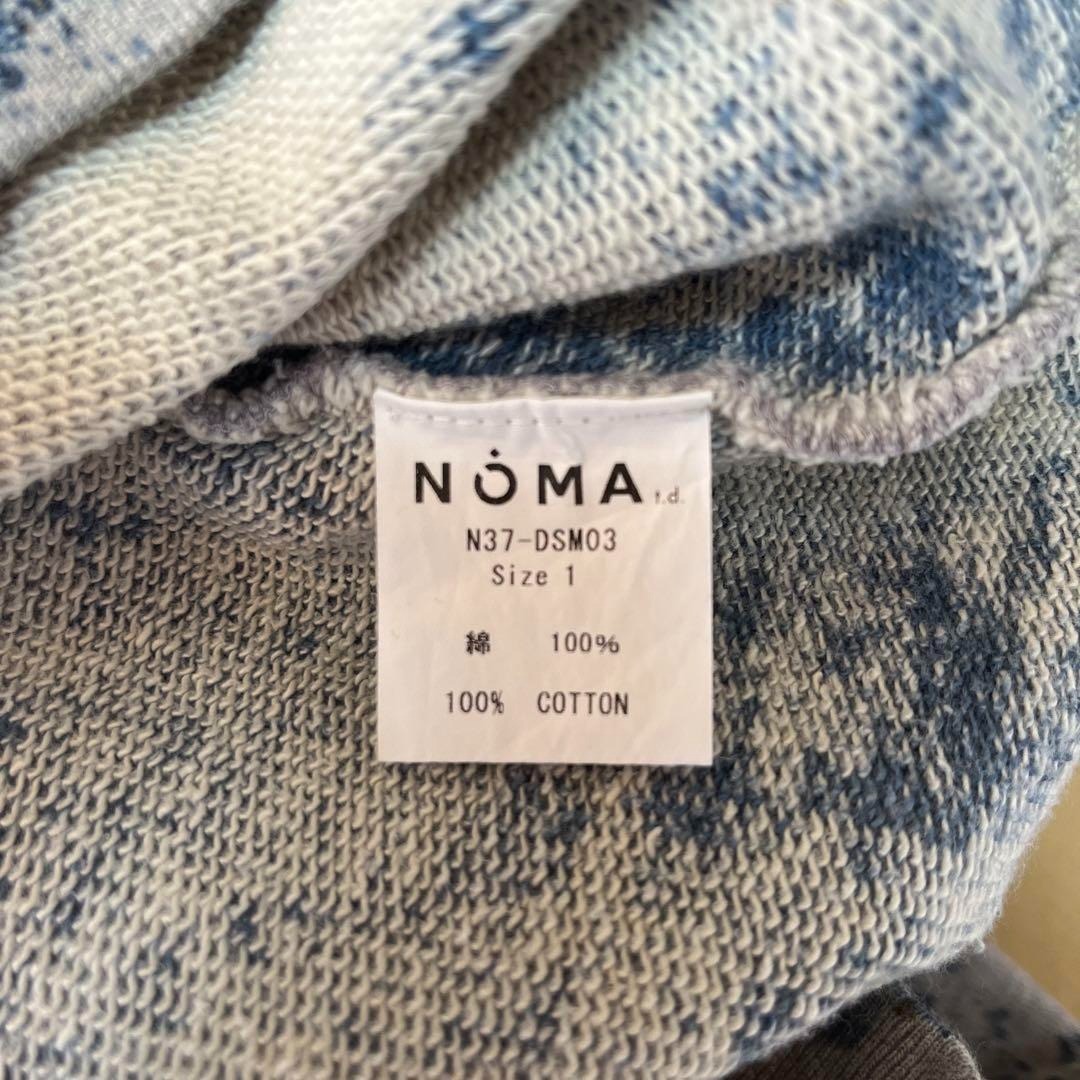 NOMA t.d.
N37-DSM03
Size 1
綿 100%
100% COTTON